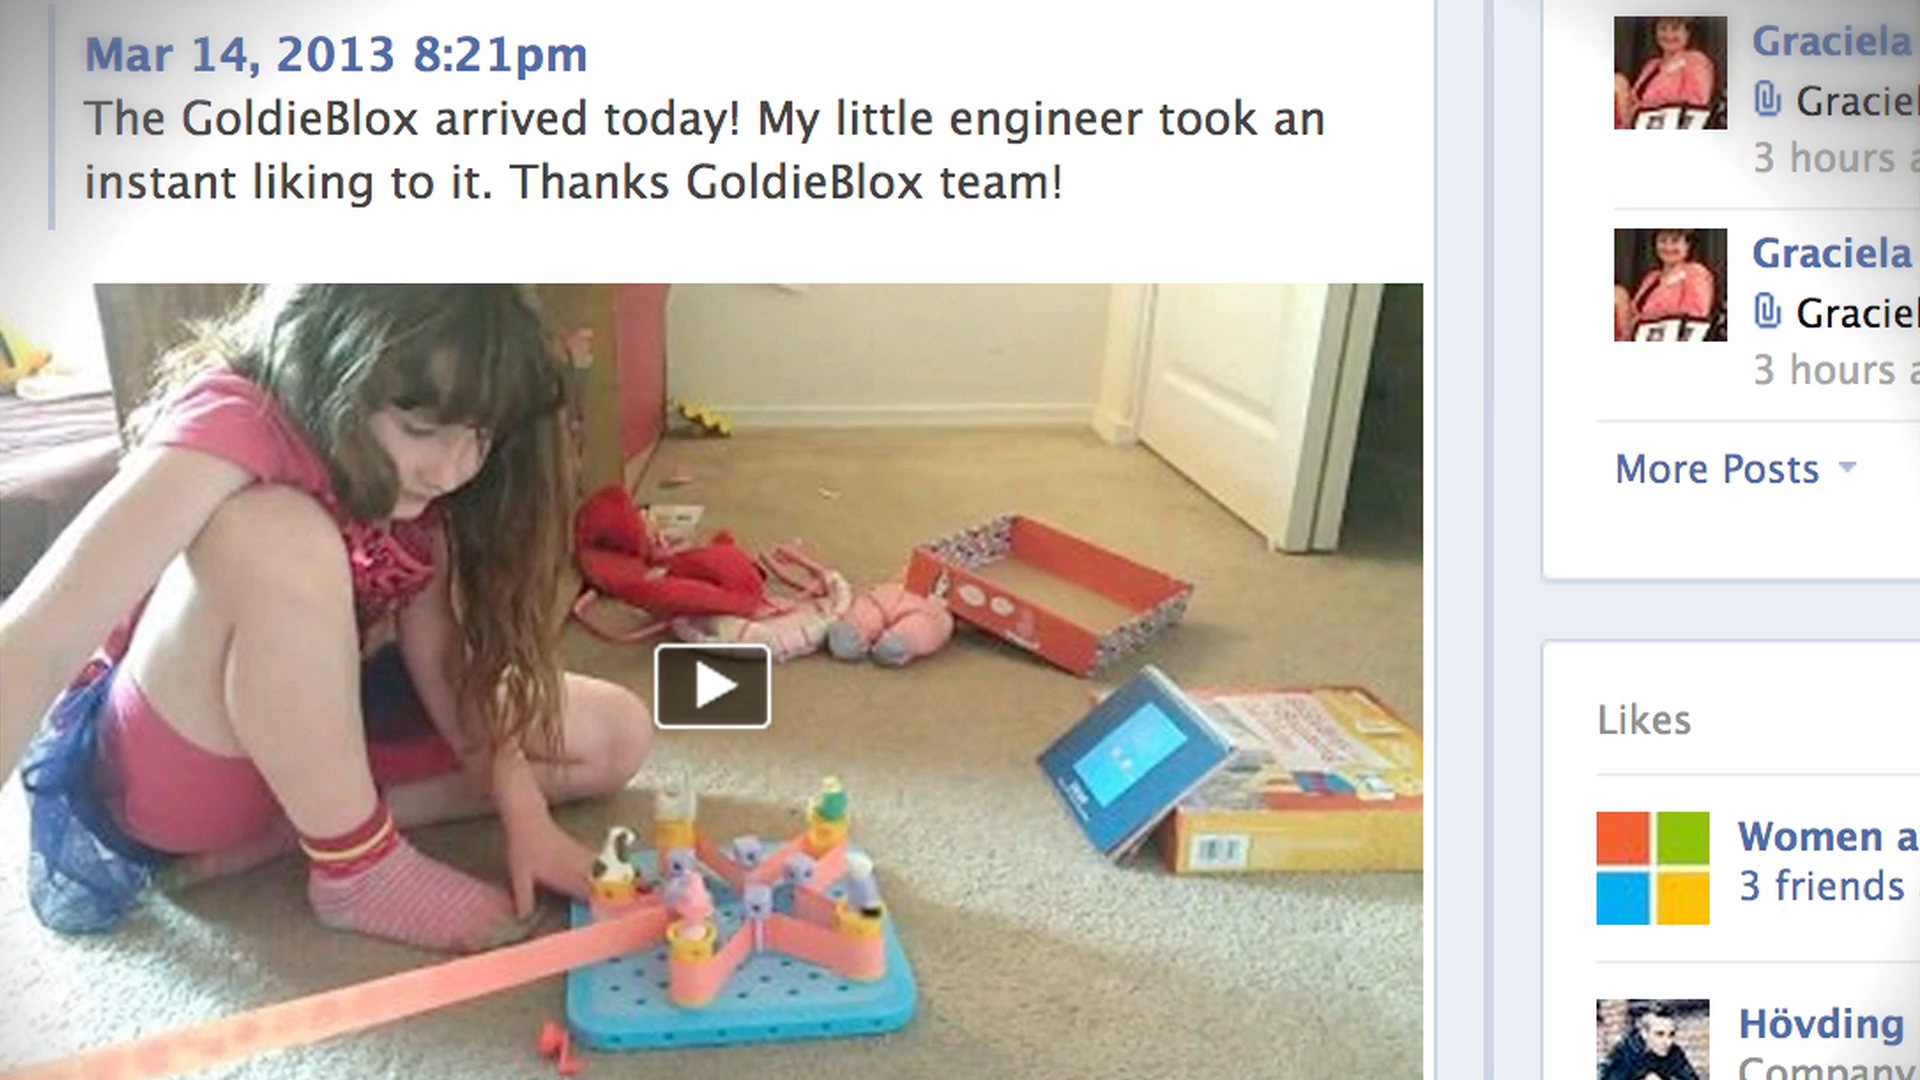 Mar 14, 2013 8:21pm
The GoldieBlox arrived today! My little engineer took an
instant liking to it. Thanks GoldieBlox team!
Graciela
Graciel
3 hours a
Graciela
Graciel
3 hours a
More Posts
Likes
Women a
3 friends
Hövding
Company